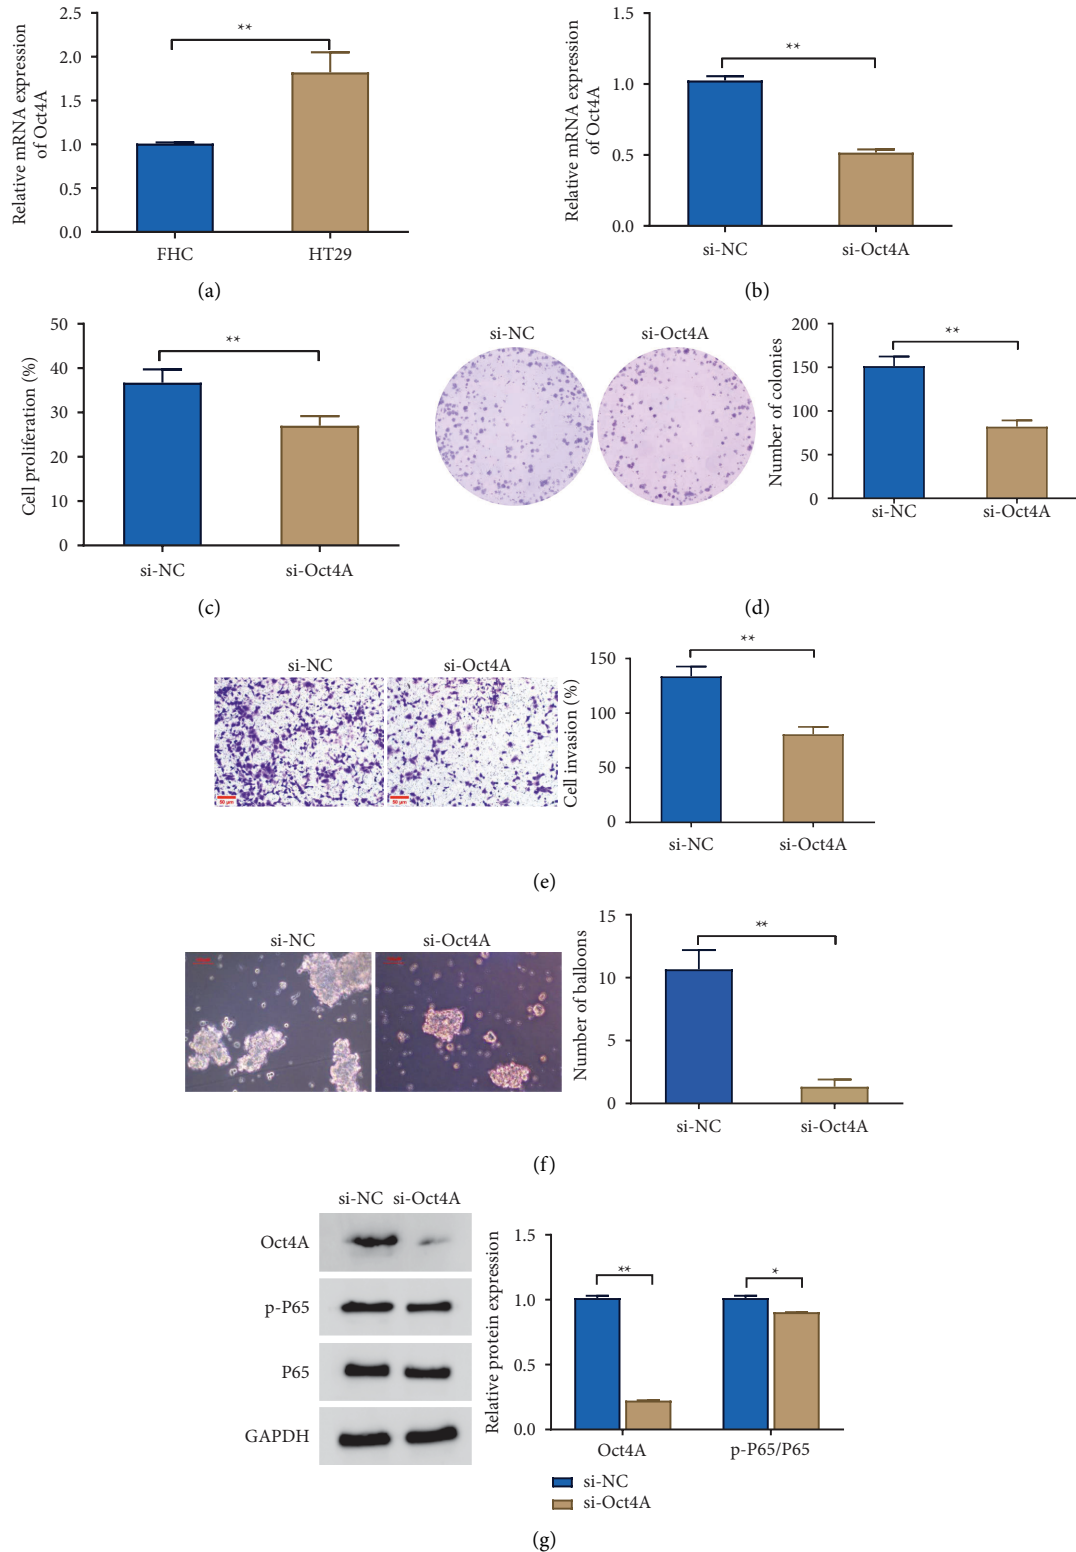 Relative mRNA expression
of Oct4A
2.5
2.0
1.5
1.0
0.5
0.0
**
FHC
HT29
(a)
Relative mRNA expression
of Oct4A
1.5
1.0
0.5
0.0
**
si-NC
si-Oct4A
(b)
Cell proliferation (%)
50
40
30
20
10
0
**
si-NC
si-Oct4A
(c)
si-NC
si-Oct4A
Number of colonies
200
150
100
50
0
**
si-NC
si-Oct4A
(d)
si-NC
si-Oct4A
50 μm
50 μm
Cell invasion (%)
150
100
50
0
**
si-NC
si-Oct4A
(e)
si-NC
si-Oct4A
Number of balloons
15
10
5
0
**
si-NC
si-Oct4A
(f)
si-NC si-Oct4A
Oct4A
p-P65
P65
GAPDH
Relative protein expression
1.5
1.0
0.5
0.0
**
*
Oct4A
p-P65/P65
si-NC
si-Oct4A
(g)